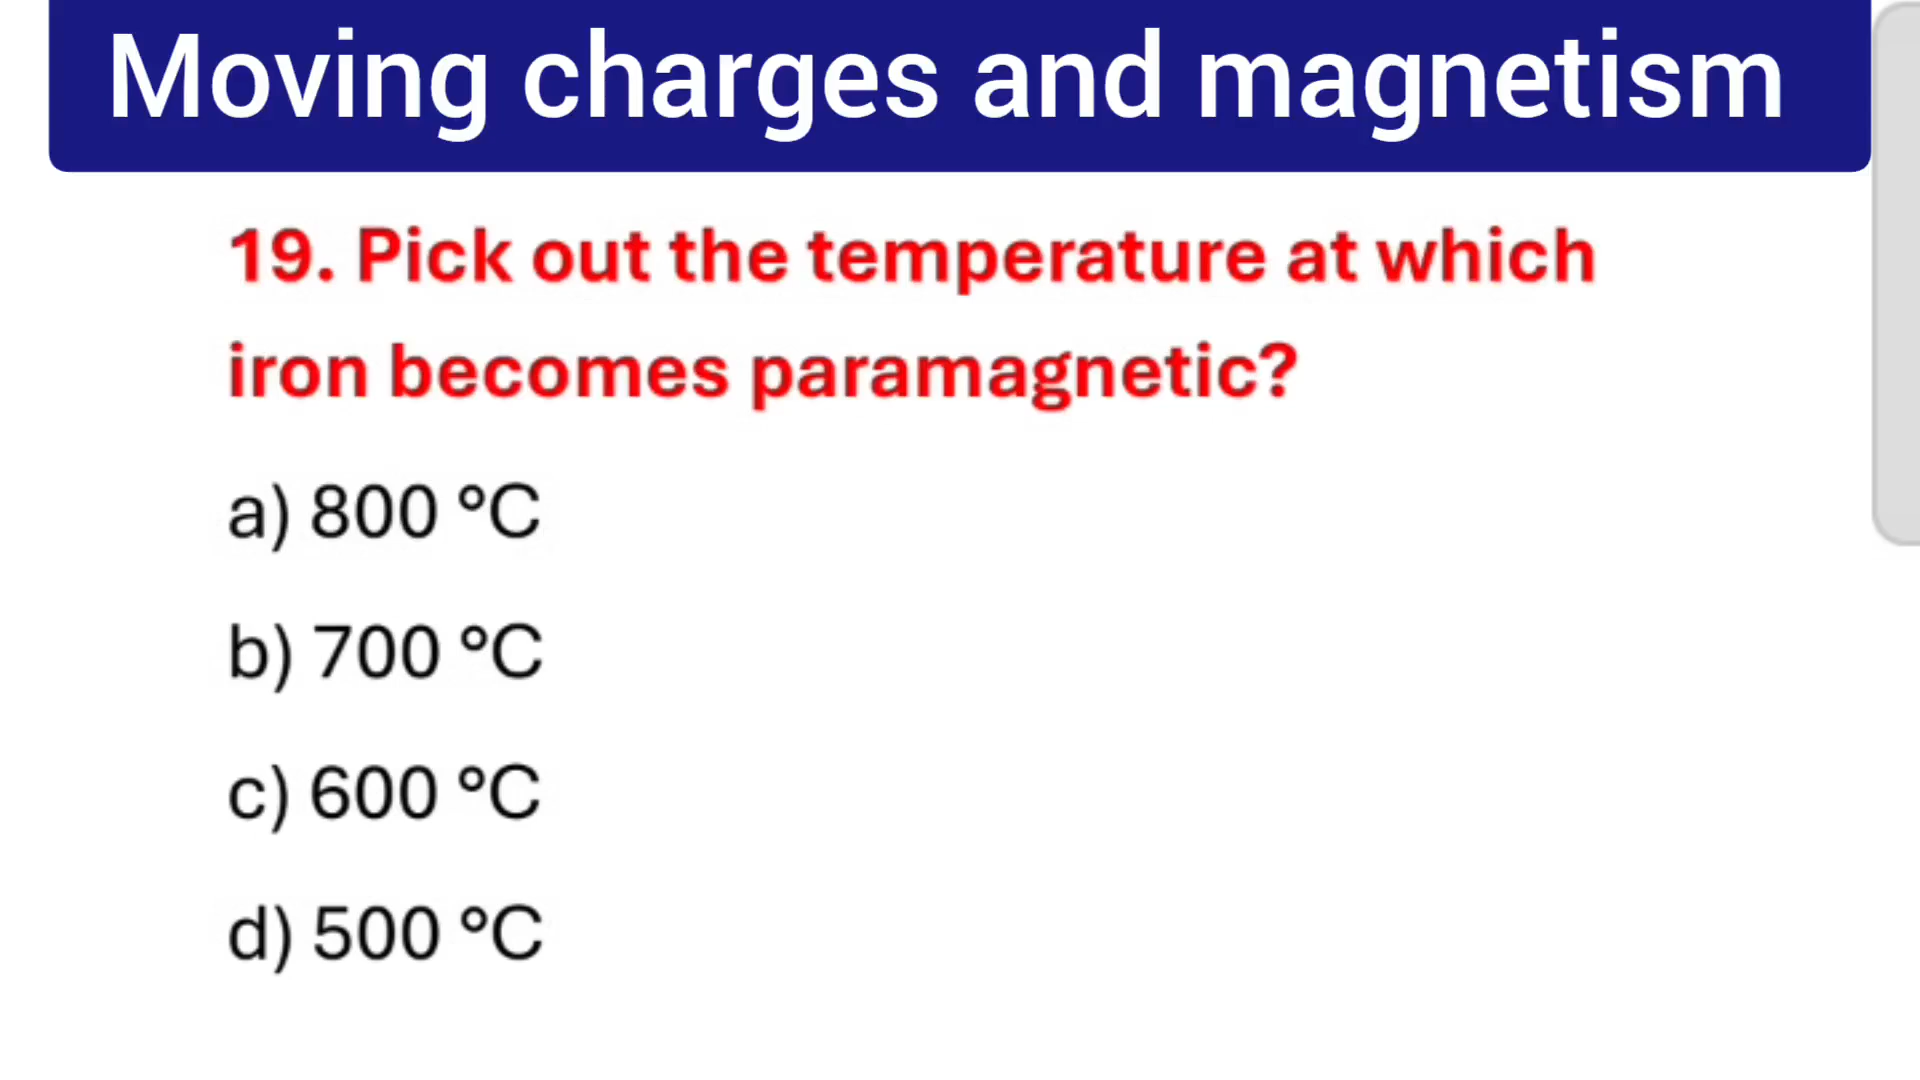 Moving charges and magnetism
19. Pick out the temperature at which
iron becomes paramagnetic?
a) 800 °C
b) 700 °C
c) 600 °C
d) 500 °C